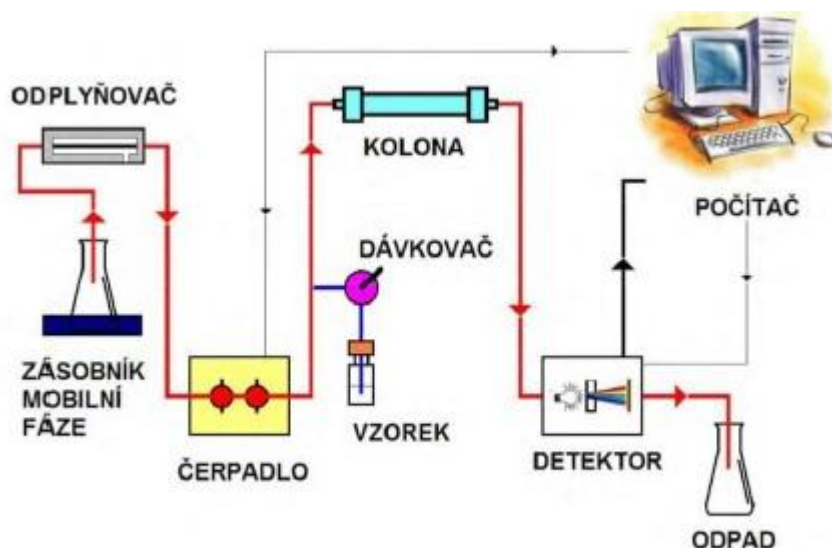 ODPLYŇOVAČ
KOLONA
POČÍTAČ
DÁVKOVAČ
ZÁSOBNÍK
MOBILNÍ
FÁZE
VZOREK
ČERPADLO
DETEKTOR
ODPAD